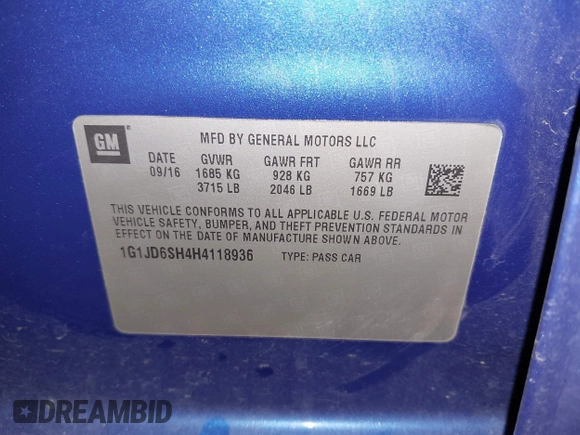 GM
MFD BY GENERAL MOTORS LLC
DATE GVWR GAWR FRT GAWR RR
09/16 1685 KG 928 KG 757 KG
3715 LB 2046 LB 1669 LB
THIS VEHICLE CONFORMS TO ALL APPLICABLE U.S. FEDERAL MOTOR
VEHICLE SAFETY, BUMPER, AND THEFT PREVENTION STANDARDS IN
EFFECT ON THE DATE OF MANUFACTURE SHOWN ABOVE.
1G1JD6SH4H4118936 TYPE: PASS CAR
DREAMBID